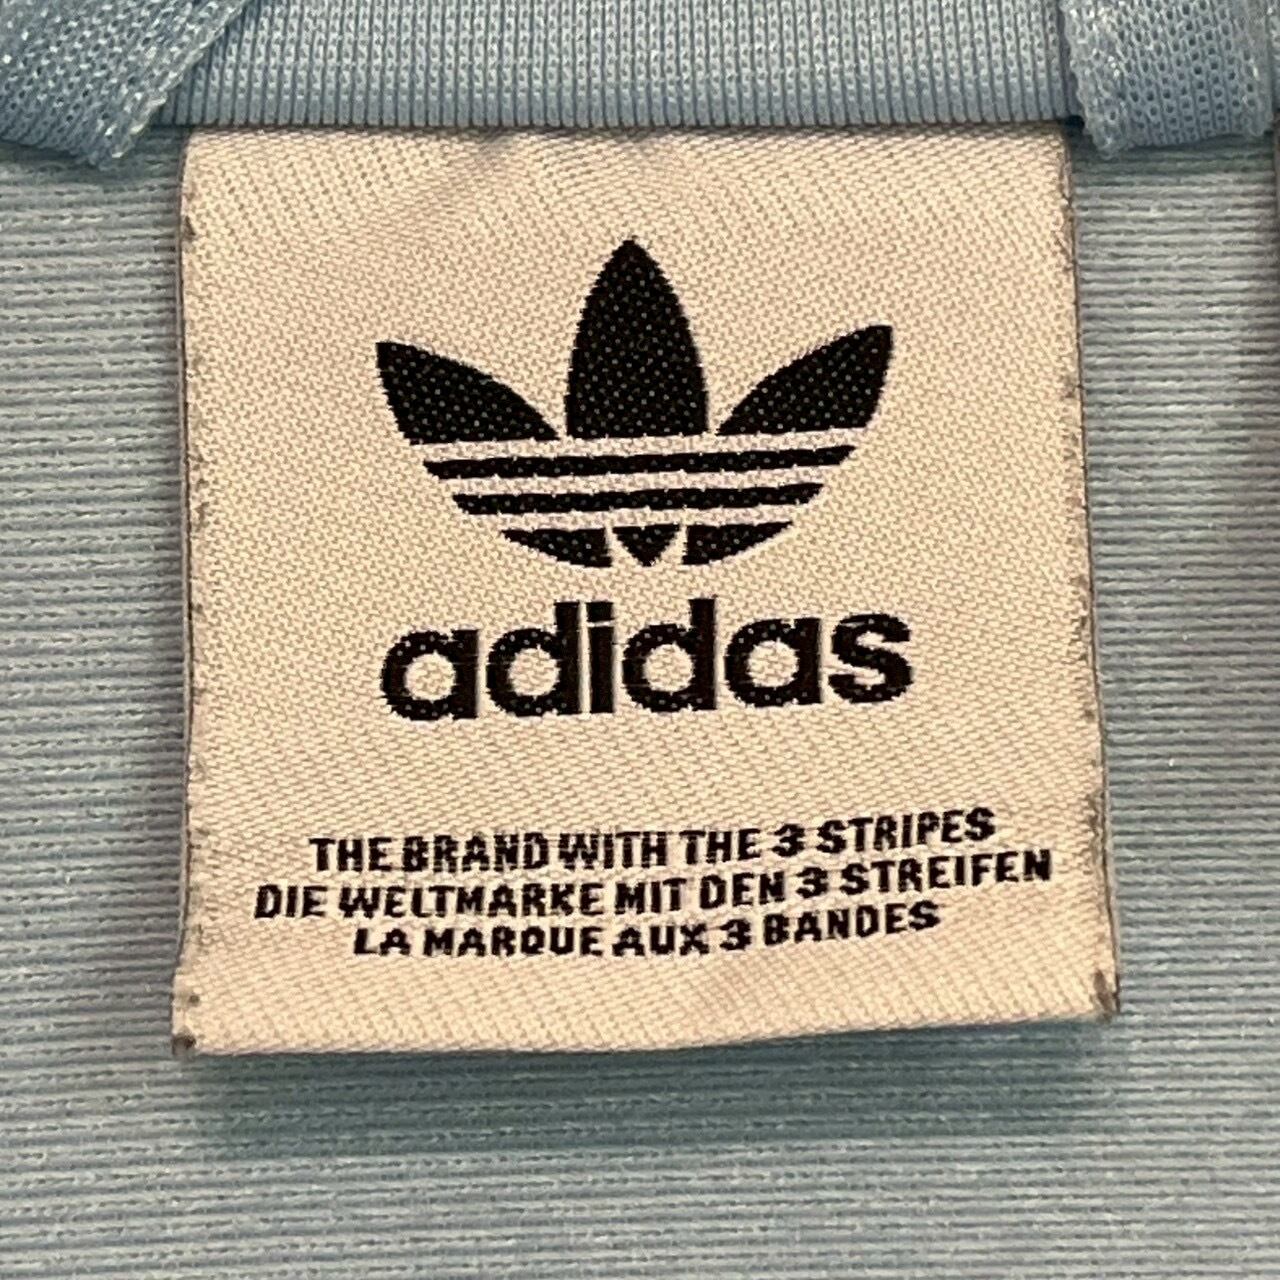 adidas
THE BRAND WITH THE 3 STRIPES
DIE WELTMARKE MIT DEN 3 STREIFEN
LA MARQUE AUX 3 BANDES